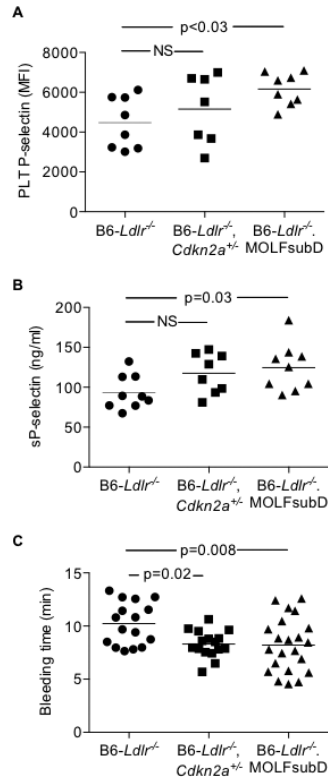 A
p<0.03
NS
PLT P-selectin (MFI)
8000
6000
4000
2000
0
B6-Ldlr-/-
B6-Ldlr-/-,
Cdkn2a+/-
B6-Ldlr-/-.
MOLFsubD
B
p=0.03
NS
sP-selectin (ng/ml)
200
150
100
50
0
B6-Ldlr-/-
B6-Ldlr-/-,
Cdkn2a+/-
B6-Ldlr-/-.
MOLFsubD
C
p=0.008
p=0.02
Bleeding time (min)
15
10
5
0
B6-Ldlr-/-
B6-Ldlr-/-,
Cdkn2a+/-
B6-Ldlr-/-.
MOLFsubD